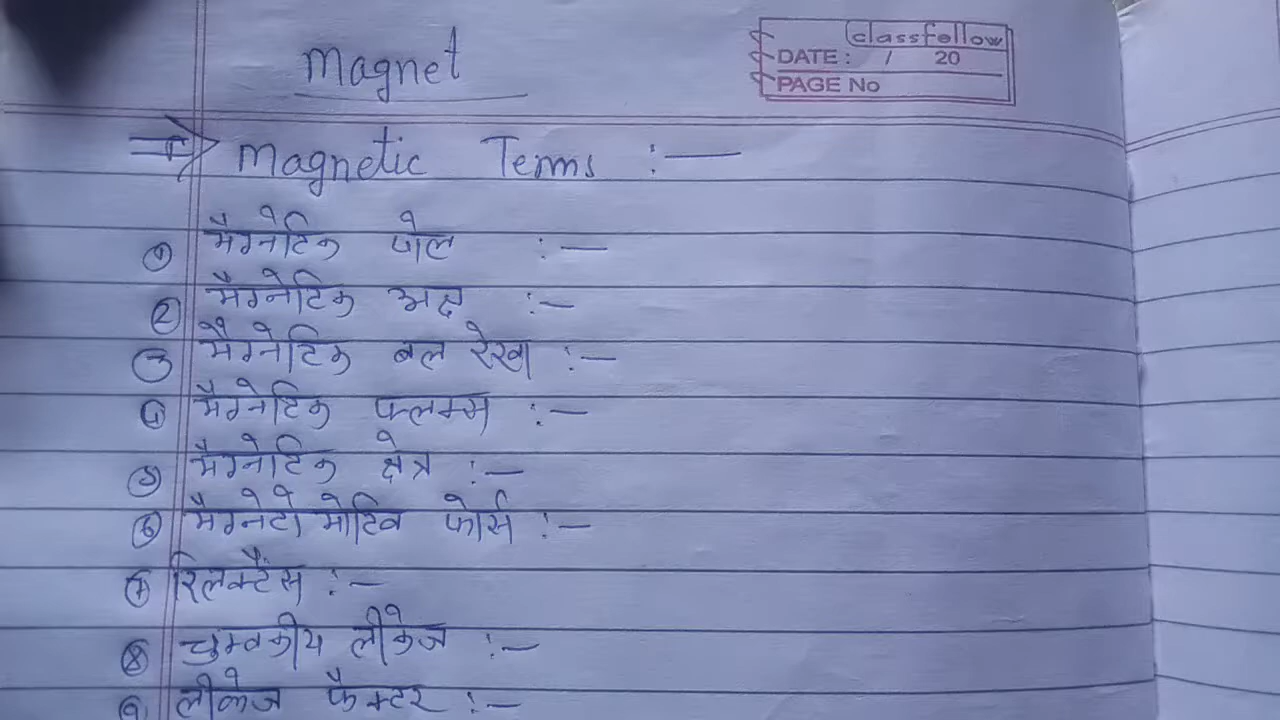 Magnet
classfellow
DATE : / 20
PAGE No
⇒ Magnetic Terms :—
① मैग्नेटिक पोल :—
② मैग्नेटिक अक्ष :—
③ मैग्नेटिक बल रेखा :—
④ मैग्नेटिक फ्लक्स :—
⑤ मैग्नेटिक क्षेत्र :—
⑥ मैग्नेटो मोटिव फोर्स :—
⑦ रिलक्टैंस :—
⑧ चुम्बकीय लीकेज :—
⑨ लीकेज फैक्टर :—